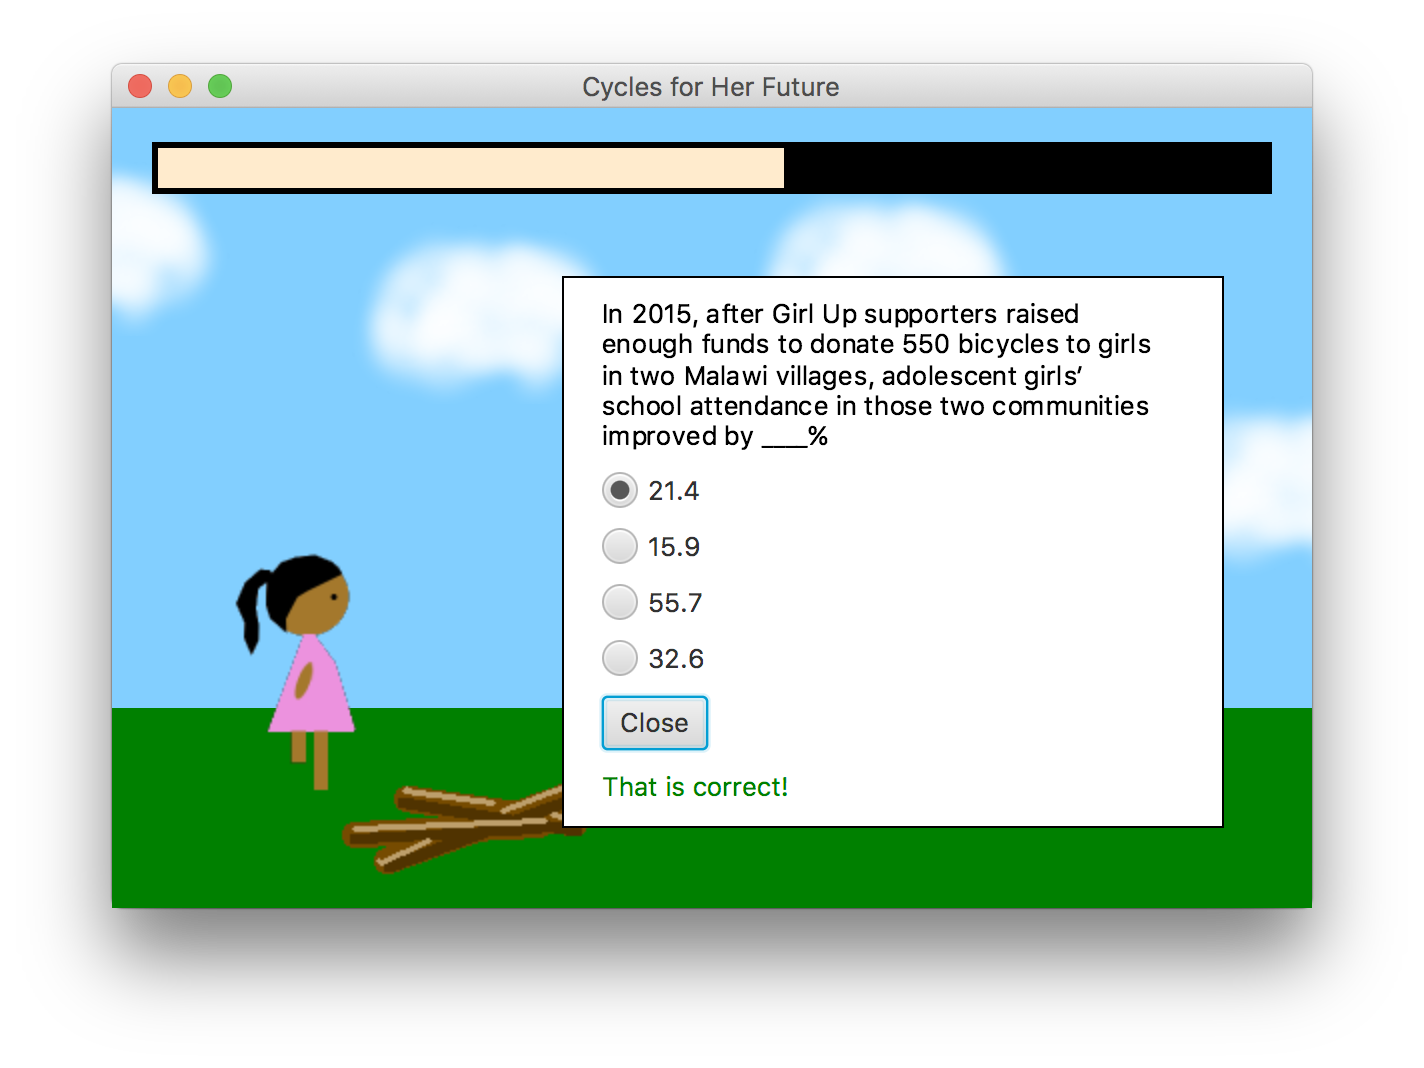 Cycles for Her Future
In 2015, after Girl Up supporters raised
enough funds to donate 550 bicycles to girls
in two Malawi villages, adolescent girls’
school attendance in those two communities
improved by ____%
21.4
15.9
55.7
32.6
Close
That is correct!